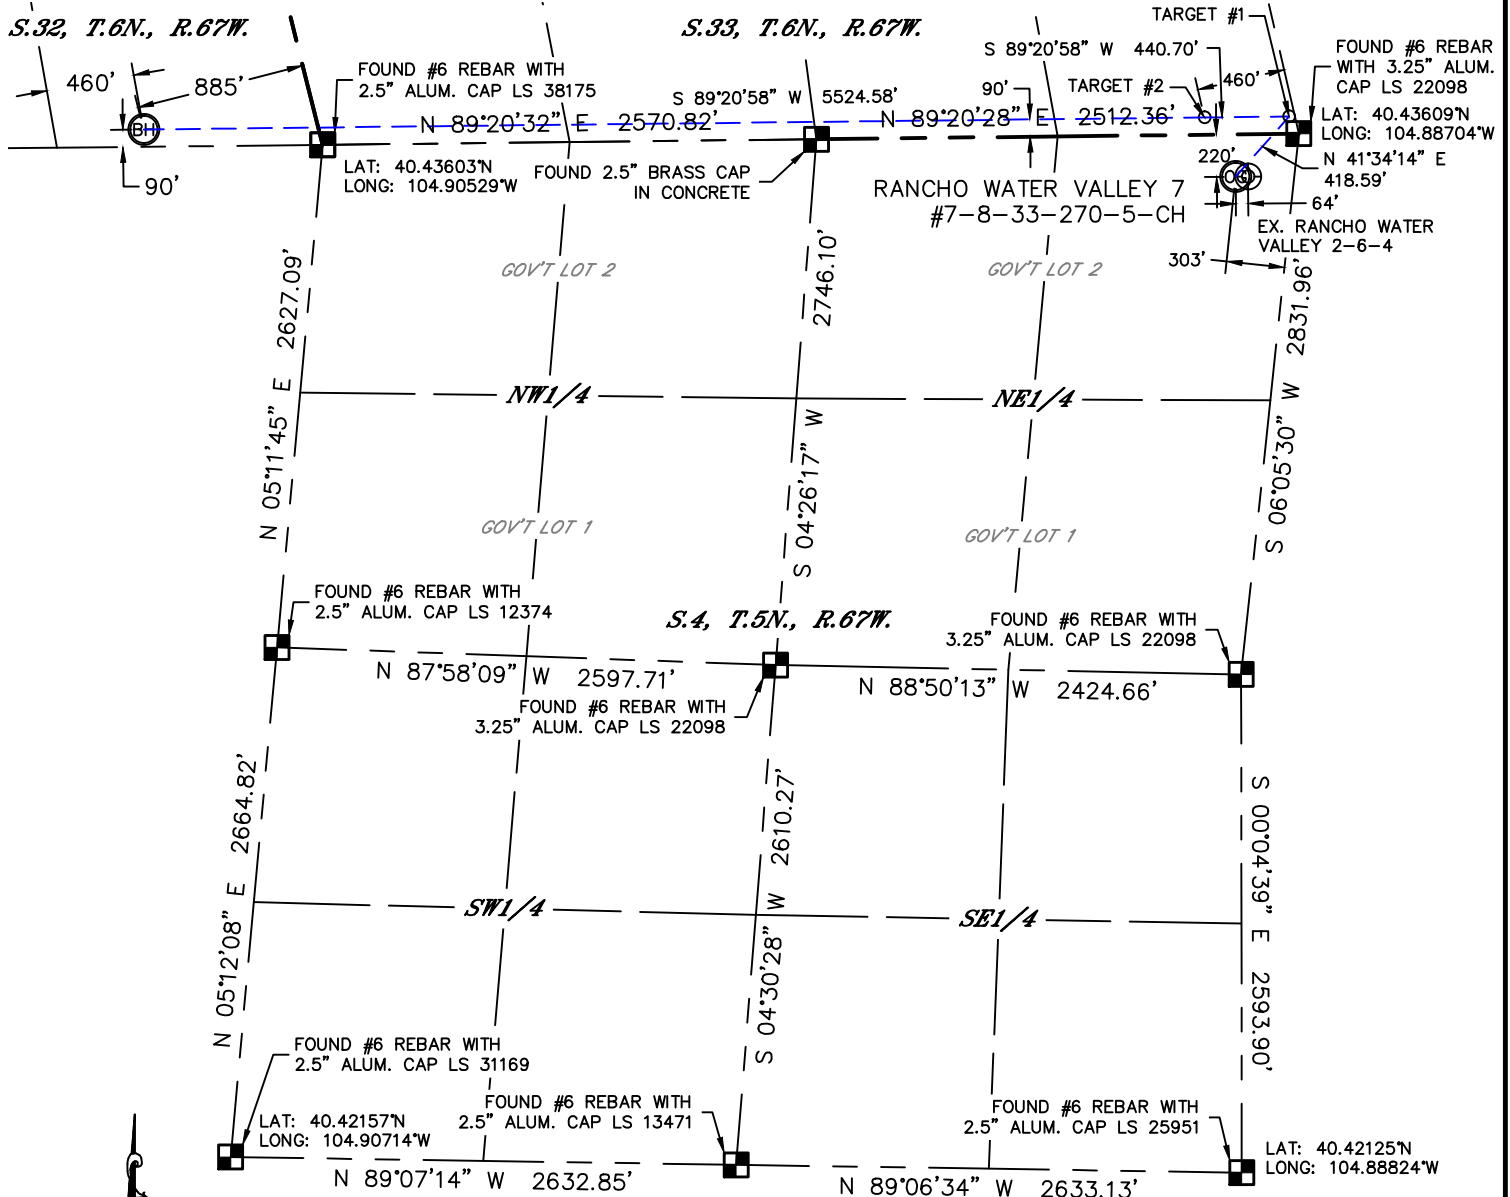 S.32, T.6N., R.67W.
S.33, T.6N., R.67W.
TARGET #1
S 89°20'58" W 440.70'
FOUND #6 REBAR
WITH 3.25" ALUM.
CAP LS 22098
460'
885'
FOUND #6 REBAR WITH
2.5" ALUM. CAP LS 38175
S 89°20'58" W 5524.58'
90'
TARGET #2
460'
BH
N 89°20'32" E 2570.82'
N 89°20'28" E 2512.36'
LAT: 40.43609°N
LONG: 104.88704°W
90'
LAT: 40.43603°N
LONG: 104.90529°W
FOUND 2.5" BRASS CAP
IN CONCRETE
220'
N 41°34'14" E
418.59'
RANCHO WATER VALLEY 7
#7-8-33-270-5-CH
64'
EX. RANCHO WATER
VALLEY 2-6-4
303'
GOV'T LOT 2
GOV'T LOT 2
N 05°11'45" E 2627.09'
2746.10'
S 04°26'17" W
S 06°05'30" W 2831.96'
NW1/4
NE1/4
GOV'T LOT 1
GOV'T LOT 1
FOUND #6 REBAR WITH
2.5" ALUM. CAP LS 12374
S.4, T.5N., R.67W.
FOUND #6 REBAR WITH
3.25" ALUM. CAP LS 22098
N 87°58'09" W 2597.71'
N 88°50'13" W 2424.66'
FOUND #6 REBAR WITH
3.25" ALUM. CAP LS 22098
N 05°12'08" E 2664.82'
S 04°30'28" W 2610.27'
S 00°04'39" E 2593.90'
SW1/4
SE1/4
FOUND #6 REBAR WITH
2.5" ALUM. CAP LS 31169
LAT: 40.42157°N
LONG: 104.90714°W
FOUND #6 REBAR WITH
2.5" ALUM. CAP LS 13471
FOUND #6 REBAR WITH
2.5" ALUM. CAP LS 25951
LAT: 40.42125°N
LONG: 104.88824°W
N 89°07'14" W 2632.85'
N 89°06'34" W 2633.13'